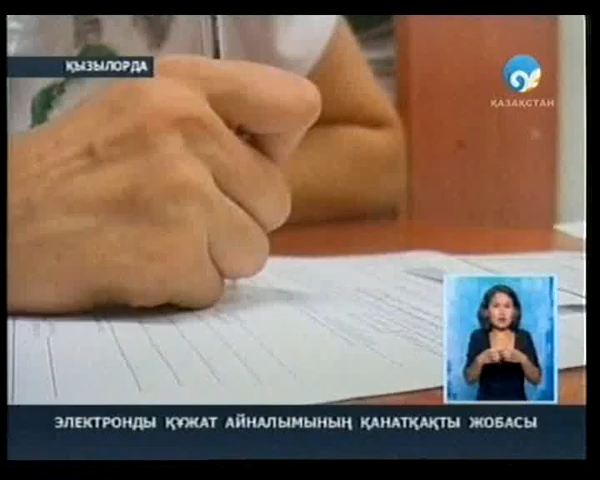 ҚЫЗЫЛОРДА
ҚАЗАҚСТАН
ЭЛЕКТРОНДЫ ҚҰЖАТ АЙНАЛЫМЫНЫҢ ҚАНАТҚАҚТЫ ЖОБАСЫ